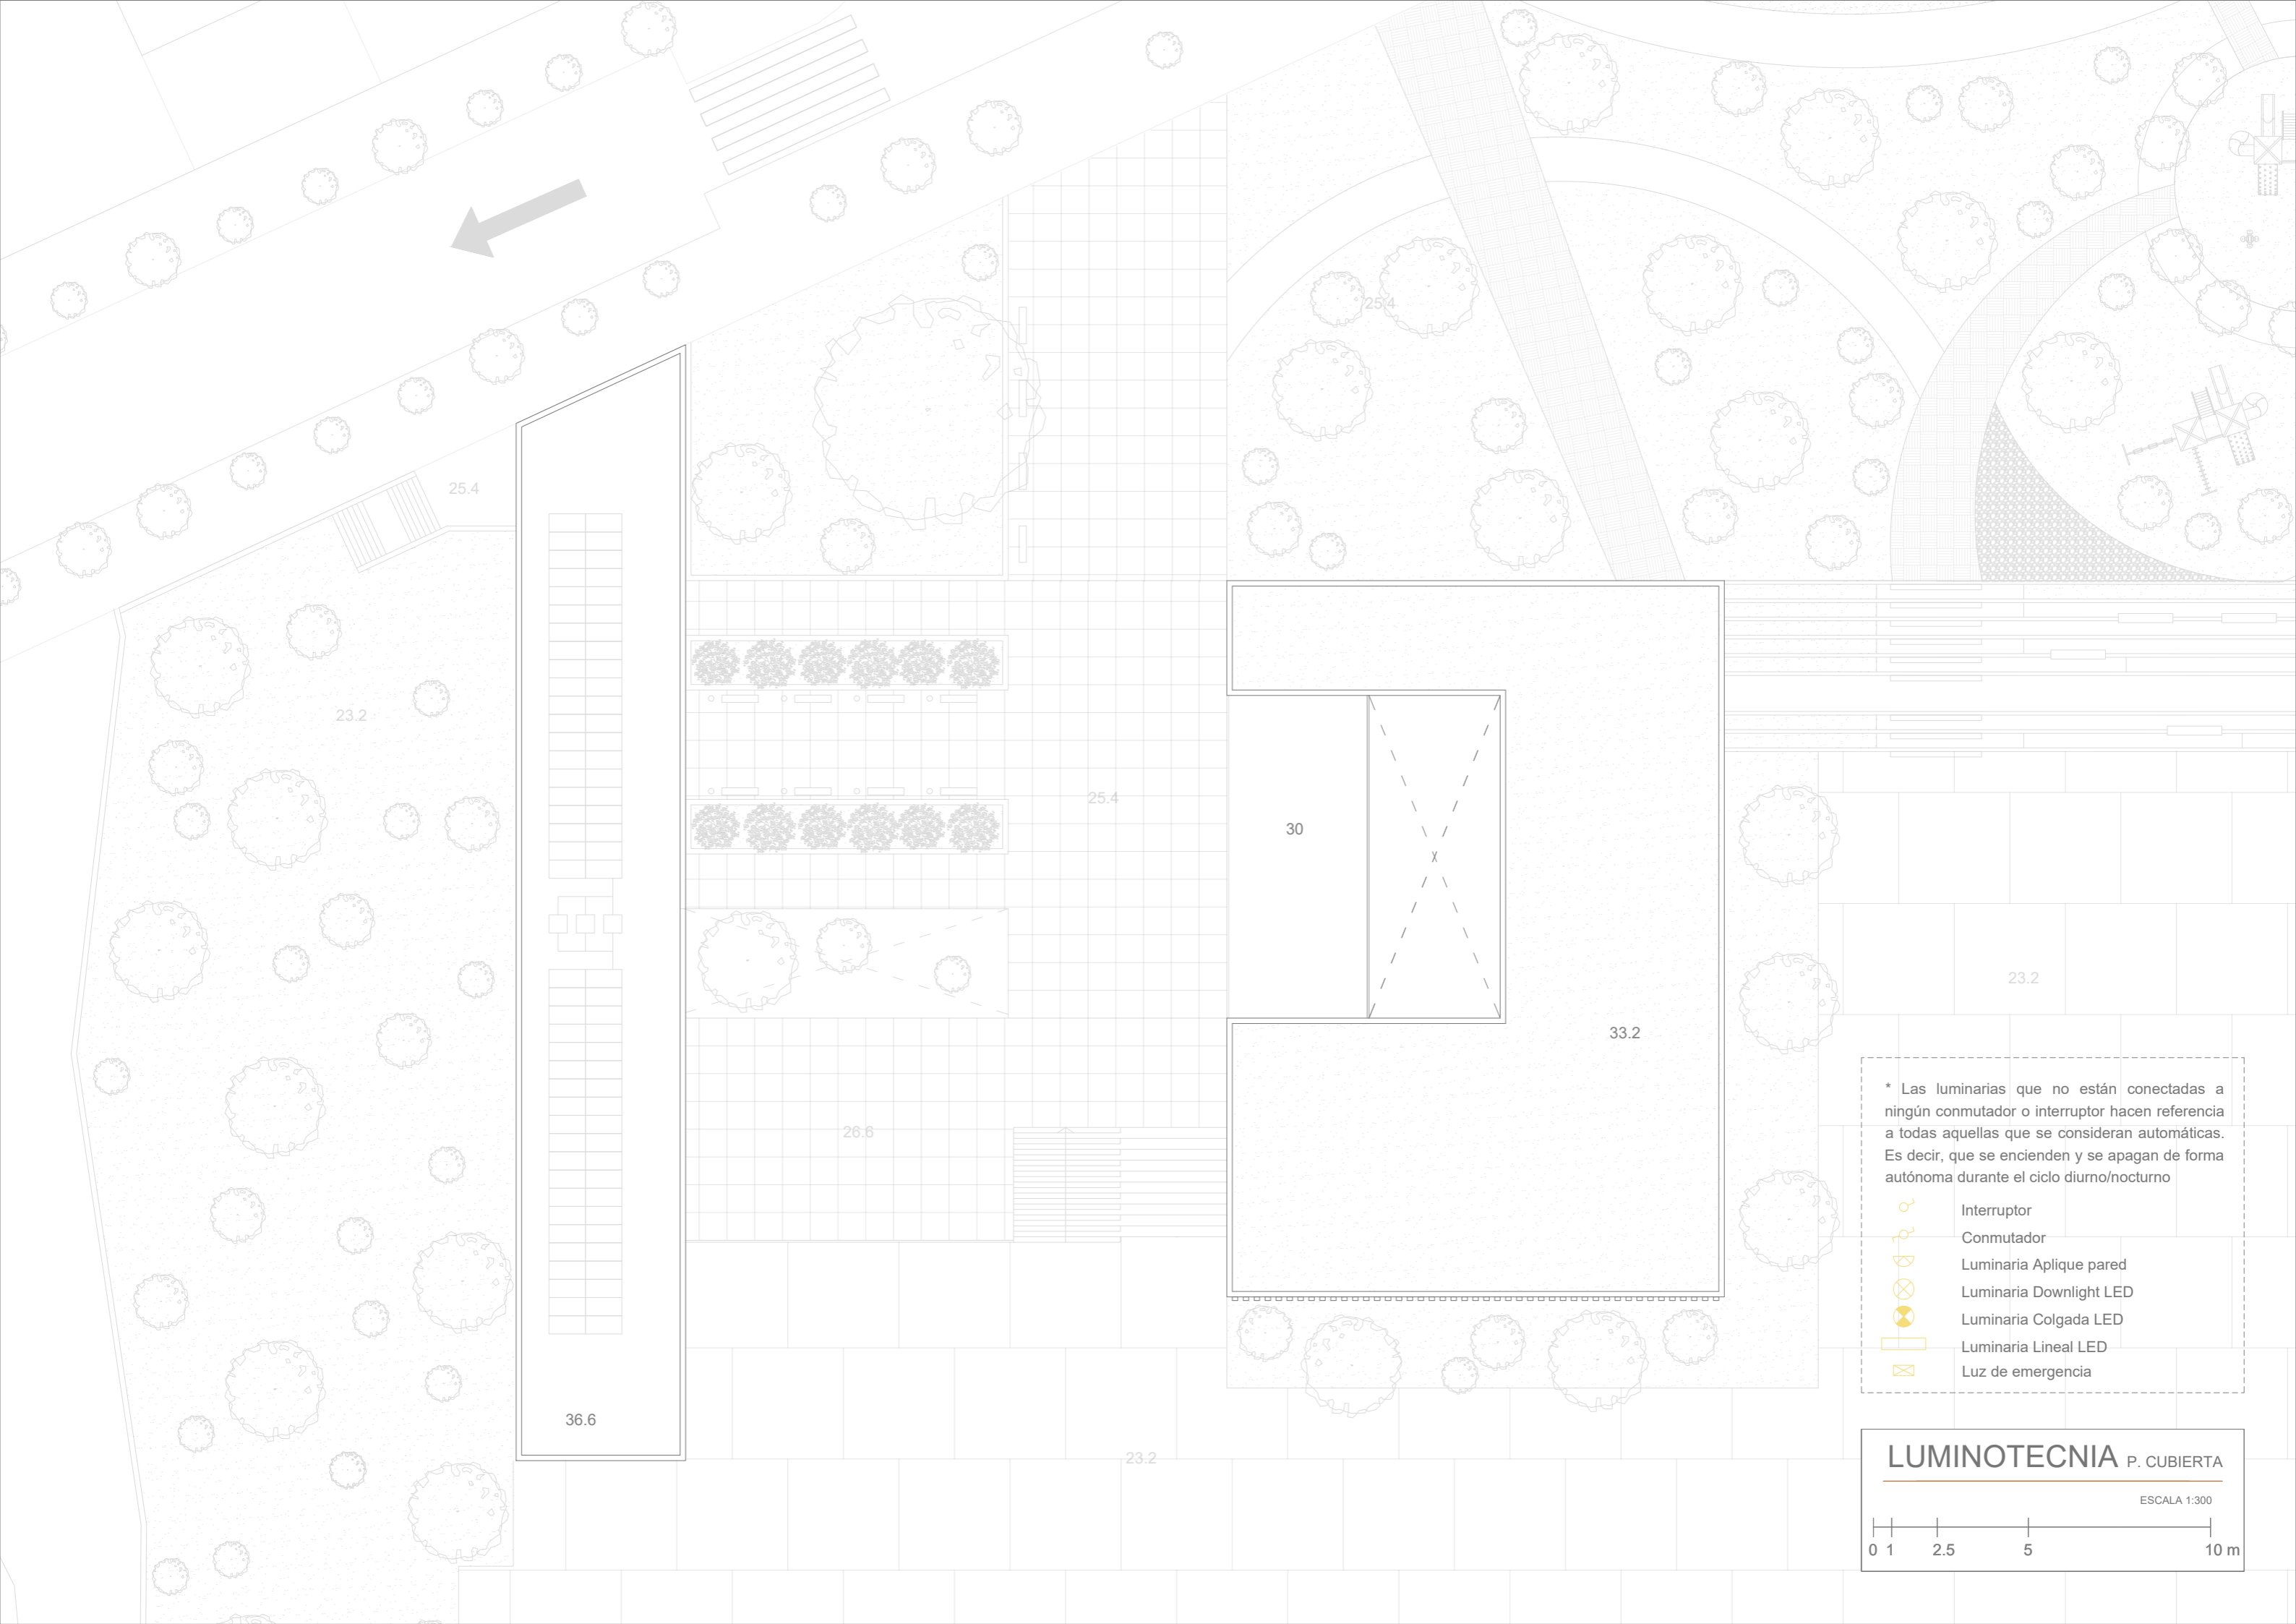 25.4
25.4
23.2
25.4
30
23.2
33.2
26.6
36.6
23.2
* Las luminarias que no están conectadas a
ningún conmutador o interruptor hacen referencia
a todas aquellas que se consideran automáticas.
Es decir, que se encienden y se apagan de forma
autónoma durante el ciclo diurno/nocturno
Interruptor
Conmutador
Luminaria Aplique pared
Luminaria Downlight LED
Luminaria Colgada LED
Luminaria Lineal LED
Luz de emergencia
LUMINOTECNIA P. CUBIERTA
ESCALA 1:300
0 1 2.5 5 10 m